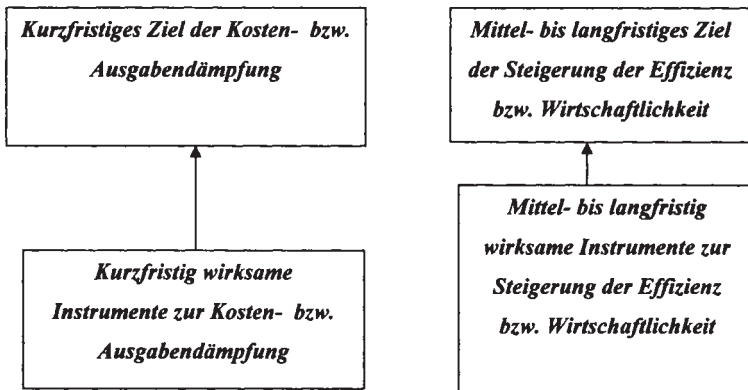 Kurzfristiges Ziel der Kosten- bzw.
Ausgabendämpfung
Mittel- bis langfristiges Ziel
der Steigerung der Effizienz
bzw. Wirtschaftlichkeit
Kurzfristig wirksame
Instrumente zur Kosten- bzw.
Ausgabendämpfung
Mittel- bis langfristig
wirksame Instrumente zur
Steigerung der Effizienz
bzw. Wirtschaftlichkeit